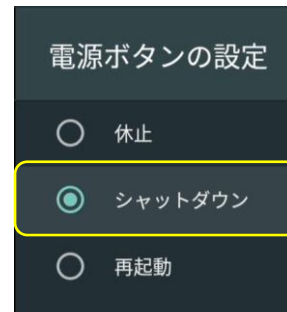 電源ボタンの設定
休止
シャットダウン
再起動